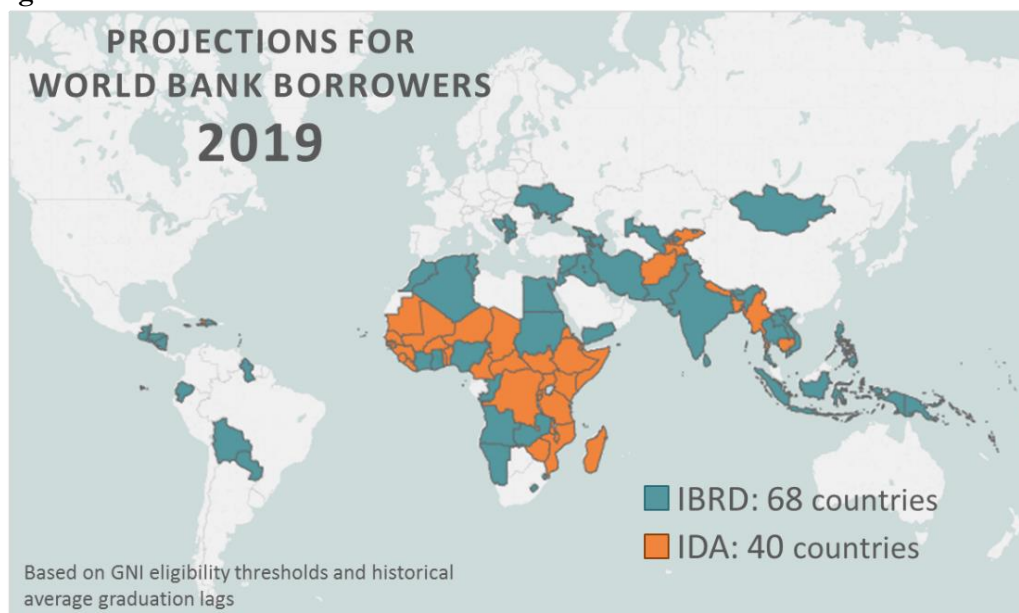 PROJECTIONS FOR
WORLD BANK BORROWERS
2019
IBRD: 68 countries
IDA: 40 countries
Based on GNI eligibility thresholds and historical
average graduation lags